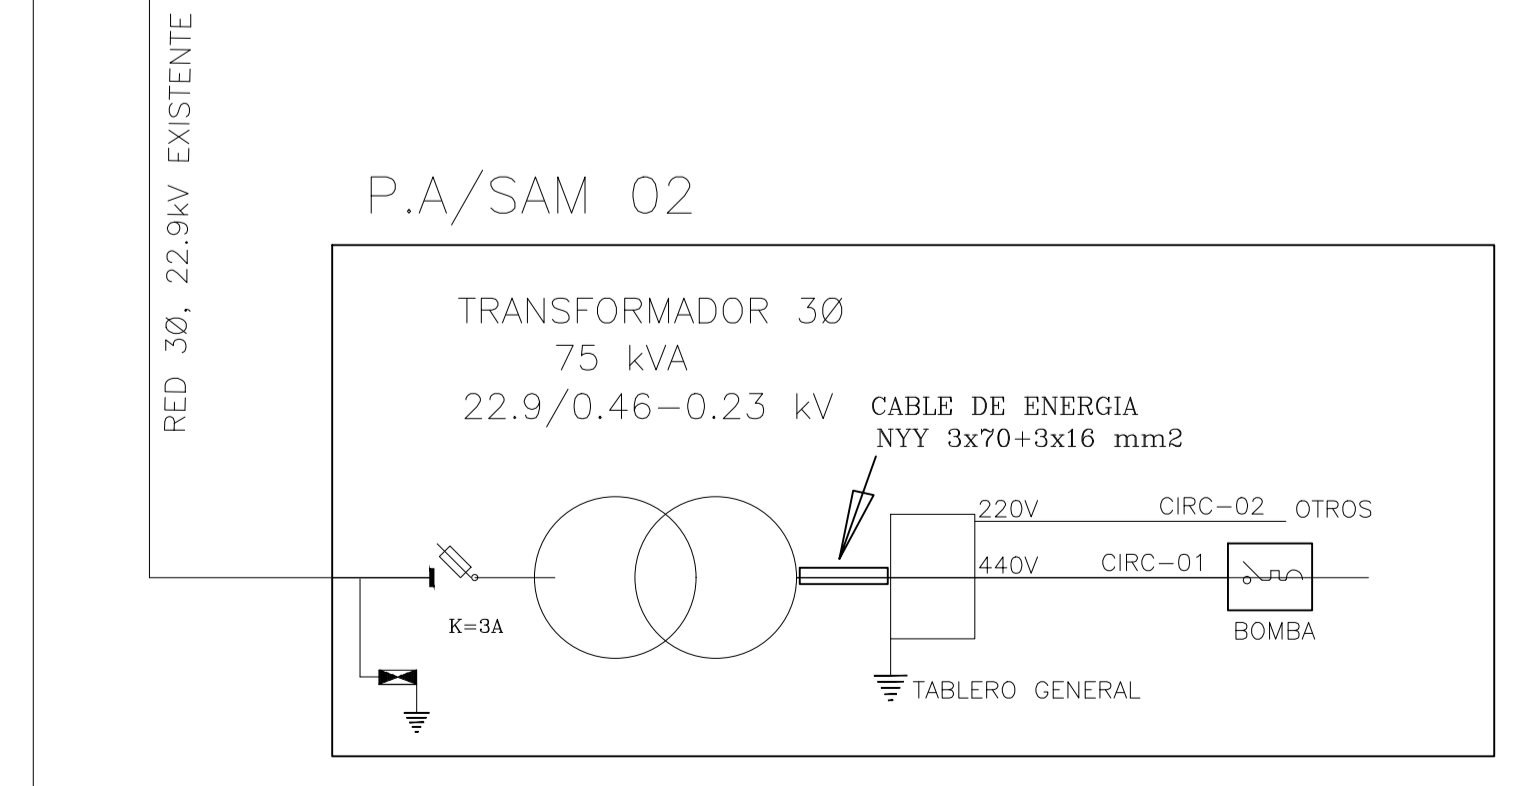 RED 3Ø, 22.9kV EXISTENTE
P.A/SAM 02
TRANSFORMADOR 3Ø
75 kVA
22.9/0.46-0.23 kV
CABLE DE ENERGIA
NYY 3x70+3x16 mm2
220V
CIRC-02
OTROS
440V
CIRC-01
K=3A
BOMBA
TABLERO GENERAL